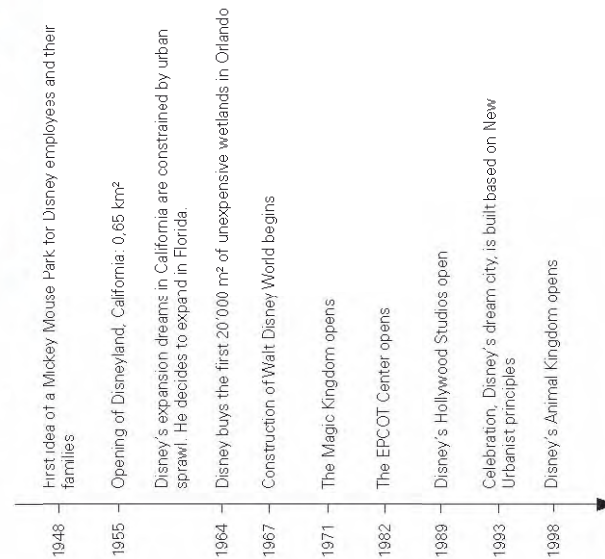 1948 First idea of a Mickey Mouse Park for Disney employees and their
families
1955 Opening of Disneyland, California: 0,65 km²
Disney's expansion dreams in California are constrained by urban
sprawl. He decides to expand in Florida.
1964 Disney buys the first 20'000 m² of unexpensive wetlands in Orlando
1967 Construction of Walt Disney World begins
1971 The Magic Kingdom opens
1982 The EPCOT Center opens
1989 Disney's Hollywood Studios open
1993 Celebration, Disney's dream city, is built based on New
Urbanist principles
1998 Disney's Animal Kingdom opens